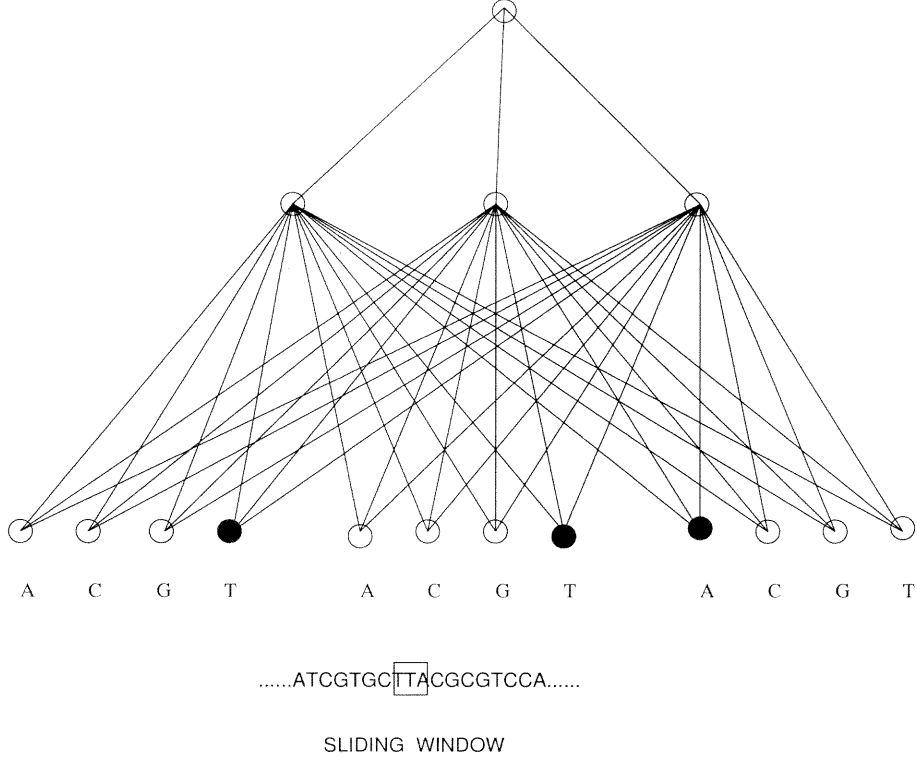 A C G T A C G T A C G T
......ATCGTGCTTACGCGTCCA......
SLIDING WINDOW